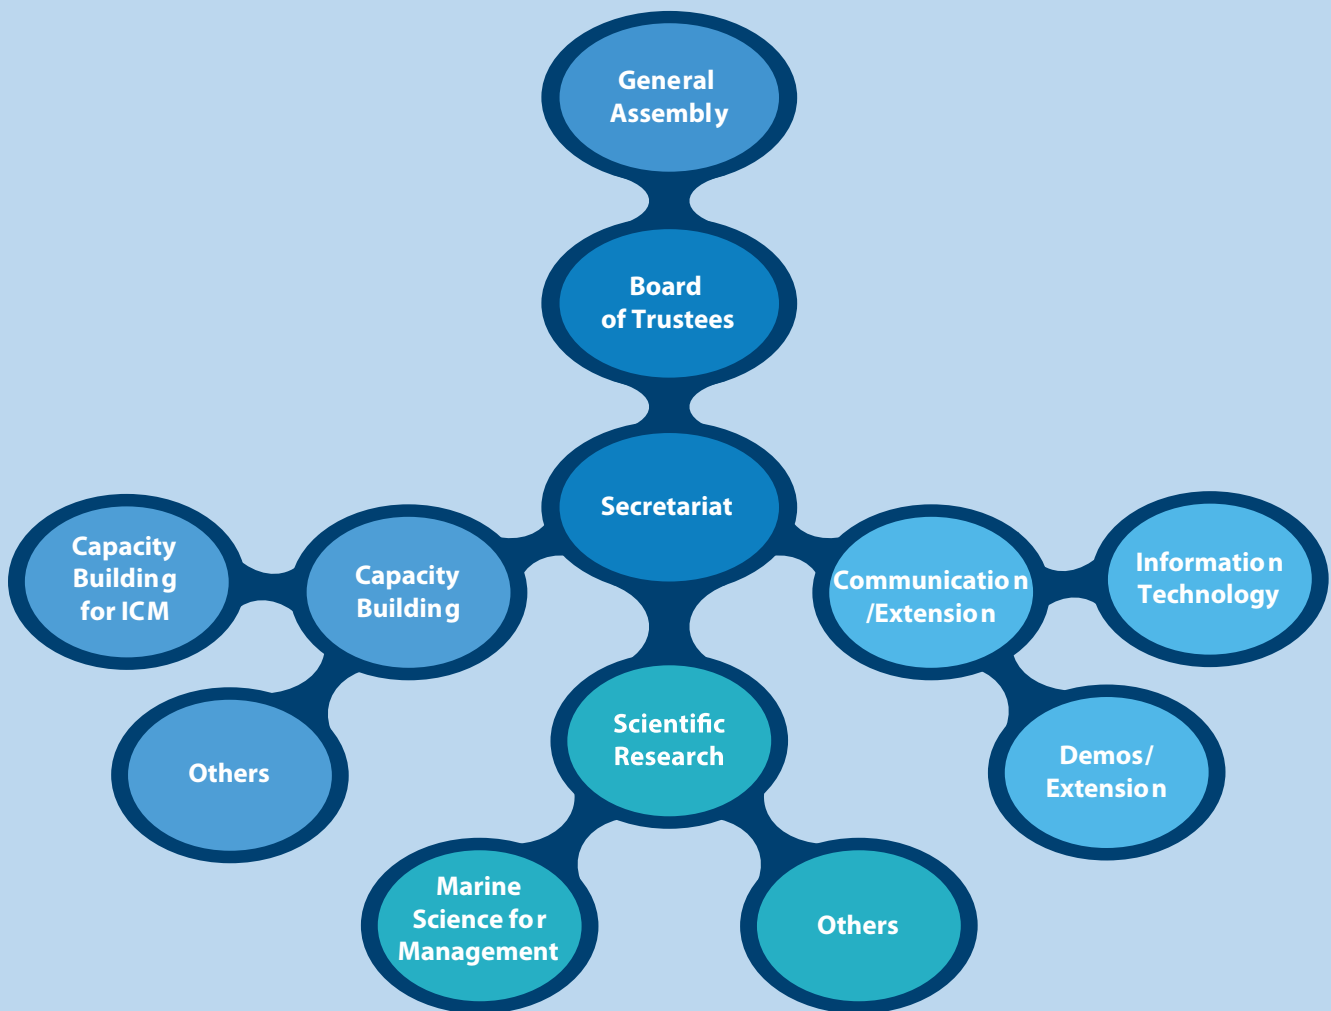 General
Assembly
Board
of Trustees
Secretariat
Capacity
Building
for ICM
Capacity
Building
Others
Scientific
Research
Marine
Science for
Management
Others
Communication
/Extension
Information
Technology
Demos/
Extension